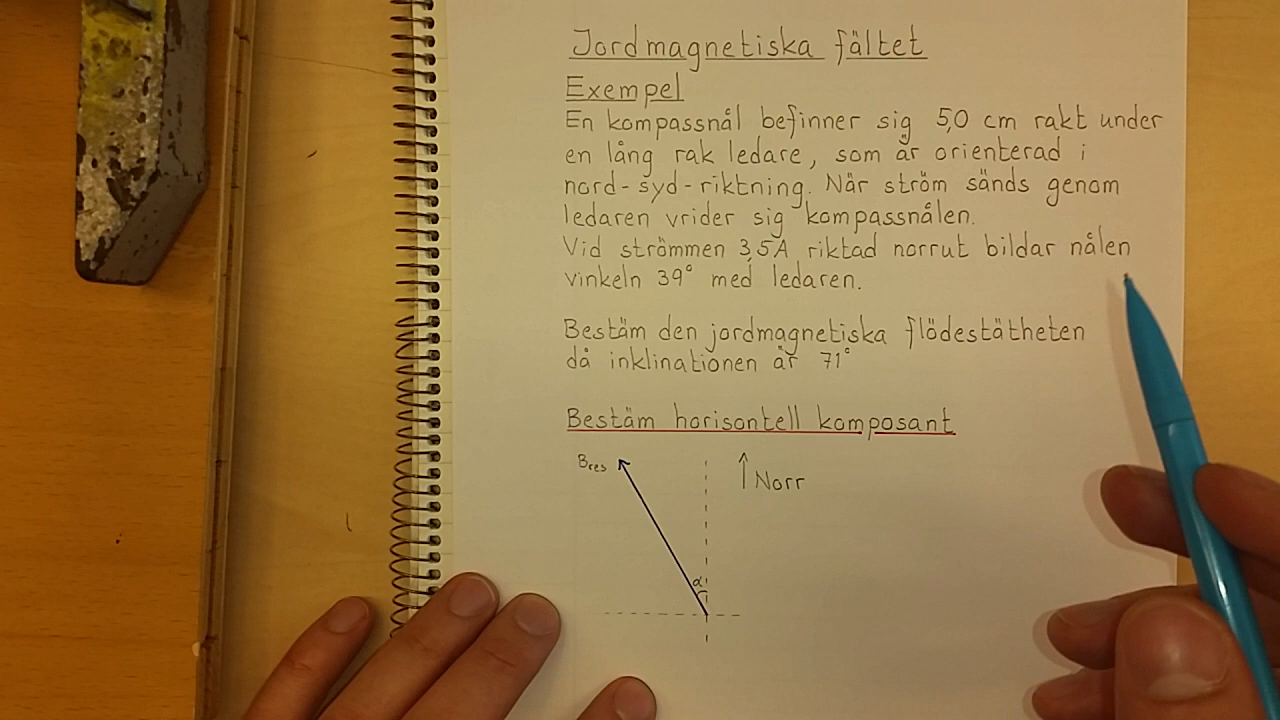 Jordmagnetiska fältet
Exempel
En kompassnål befinner sig 5,0 cm rakt under
en lång rak ledare, som är orienterad i
nord-syd-riktning. När ström sänds genom
ledaren vrider sig kompassnålen.
Vid strömmen 3,5A riktad norrut bildar nålen
vinkeln 39° med ledaren.
Bestäm den jordmagnetiska flödestätheten
då inklinationen är 71°
Bestäm horisontell komposant
Bres
↑ Norr
α